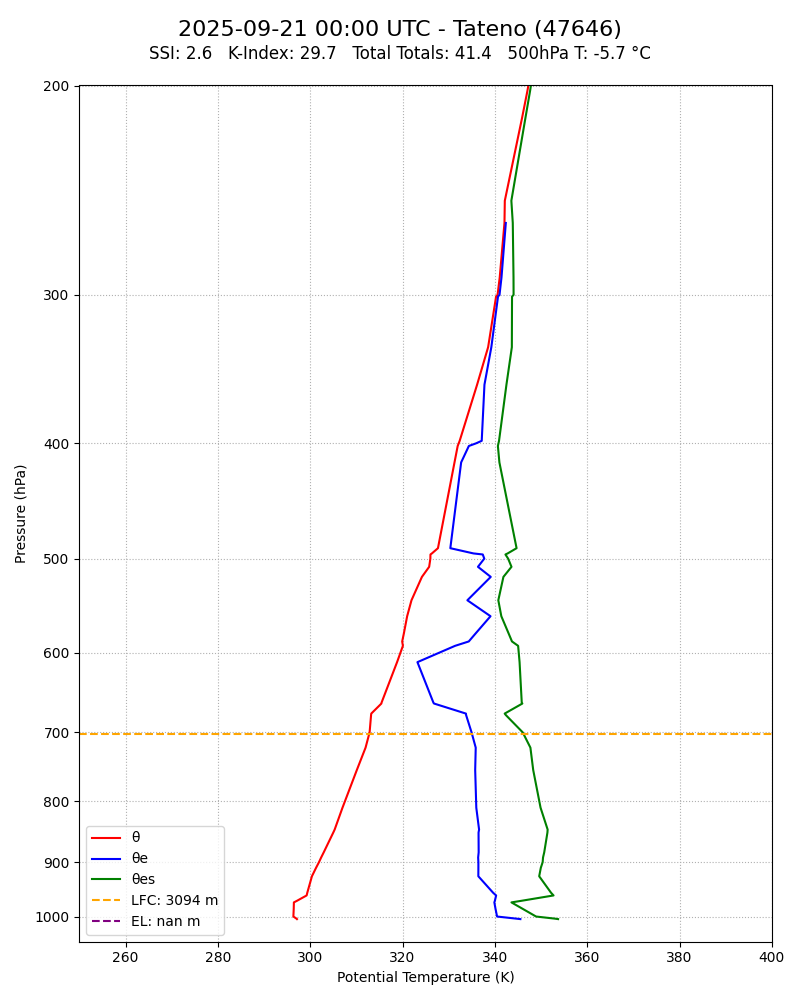 2025-09-21 00:00 UTC - Tateno (47646)
SSI: 2.6   K-Index: 29.7   Total Totals: 41.4   500hPa T: -5.7 °C
200
300
400
500
600
700
800
900
1000
Pressure (hPa)
θ
θe
θes
LFC: 3094 m
EL: nan m
260
280
300
320
340
360
380
400
Potential Temperature (K)